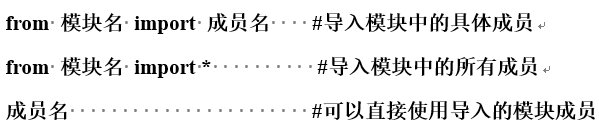 from 模块名 import 成员名 #导入模块中的具体成员
from 模块名 import * #导入模块中的所有成员
成员名 #可以直接使用导入的模块成员